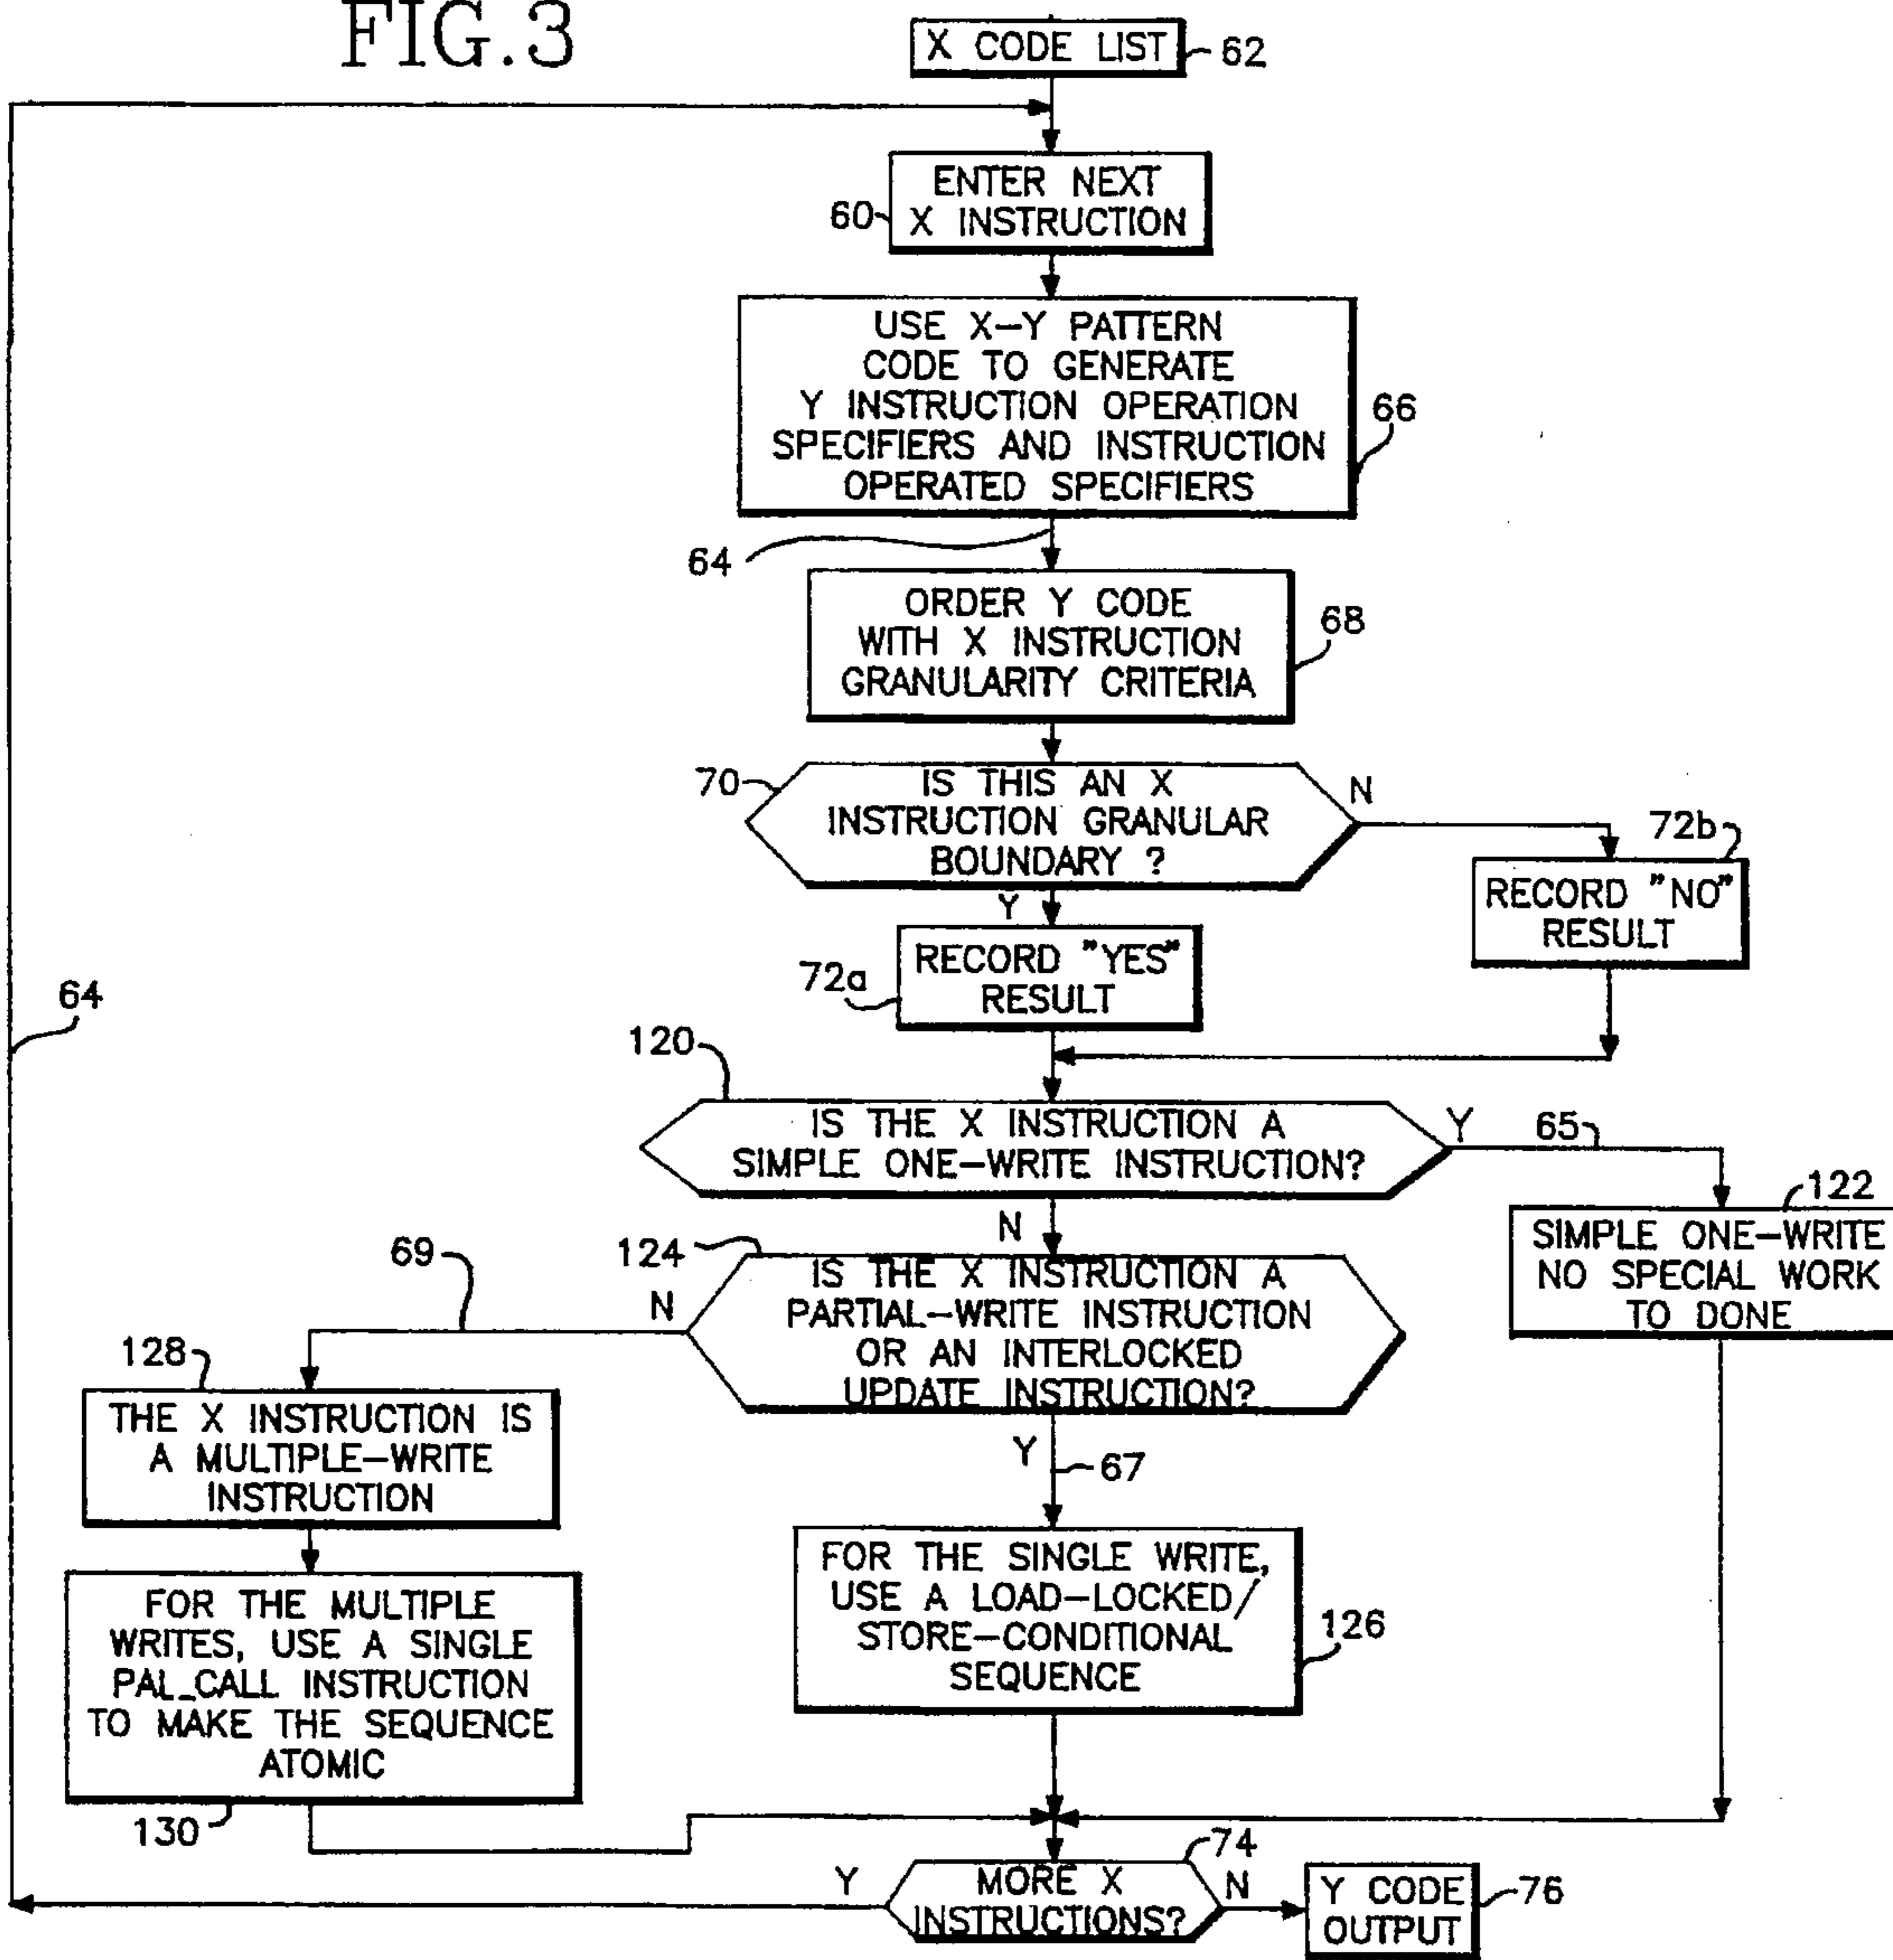 FIG.3
X CODE LIST
62
ENTER NEXT
X INSTRUCTION
60
USE X-Y PATTERN
CODE TO GENERATE
Y INSTRUCTION OPERATION
SPECIFIERS AND INSTRUCTION
OPERATED SPECIFIERS
66
64
ORDER Y CODE
WITH X INSTRUCTION
GRANULARITY CRITERIA
68
70
IS THIS AN X
INSTRUCTION GRANULAR
BOUNDARY ?
N
Y
72b
RECORD "NO"
RESULT
RECORD "YES"
RESULT
72a
64
120
IS THE X INSTRUCTION A
SIMPLE ONE-WRITE INSTRUCTION?
Y
65
N
122
SIMPLE ONE-WRITE
NO SPECIAL WORK
TO DONE
124
IS THE X INSTRUCTION A
PARTIAL-WRITE INSTRUCTION
OR AN INTERLOCKED
UPDATE INSTRUCTION?
N
69
Y
67
128
THE X INSTRUCTION IS
A MULTIPLE-WRITE
INSTRUCTION
FOR THE SINGLE WRITE,
USE A LOAD-LOCKED/
STORE-CONDITIONAL
SEQUENCE
126
FOR THE MULTIPLE
WRITES, USE A SINGLE
PAL_CALL INSTRUCTION
TO MAKE THE SEQUENCE
ATOMIC
130
74
MORE X
INSTRUCTIONS?
Y
N
Y CODE
OUTPUT
76